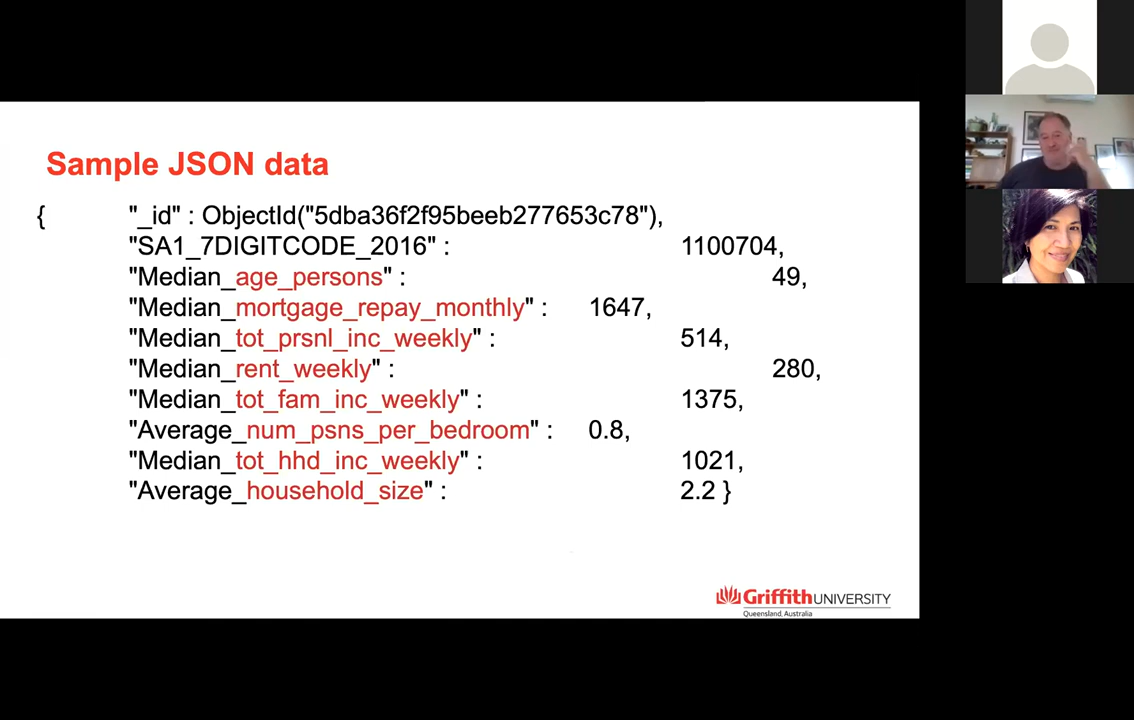 Sample JSON data
{ "_id" : ObjectId("5dba36f2f95beeb277653c78"),
"SA1_7DIGITCODE_2016" : 1100704,
"Median_age_persons" : 49,
"Median_mortgage_repay_monthly" : 1647,
"Median_tot_prsnl_inc_weekly" : 514,
"Median_rent_weekly" : 280,
"Median_tot_fam_inc_weekly" : 1375,
"Average_num_psns_per_bedroom" : 0.8,
"Median_tot_hhd_inc_weekly" : 1021,
"Average_household_size" : 2.2 }
Griffith UNIVERSITY
Queensland, Australia